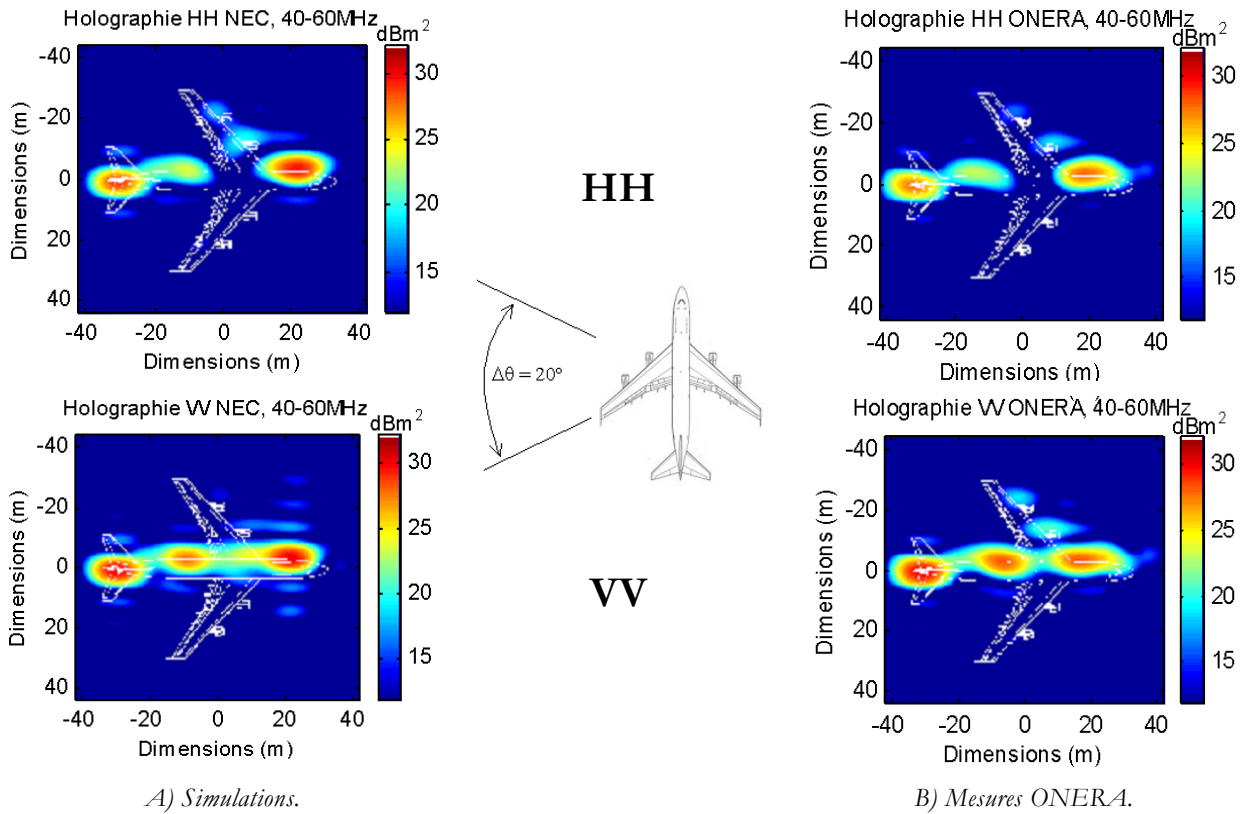 Holographie HH NEC, 40-60MHz
dBm²
-40
-20
0
20
40
Dimensions (m)
-40 -20 0 20 40
Dimensions (m)
30
25
20
15
HH
Holographie HH ONERA, 40-60MHz
dBm²
-40
-20
0
20
40
Dimensions (m)
-40 -20 0 20 40
Dimensions (m)
30
25
20
15
Δθ = 20°
Holographie VV NEC, 40-60MHz
dBm²
-40
-20
0
20
40
Dimensions (m)
-40 -20 0 20 40
Dimensions (m)
30
25
20
15
VV
Holographie VV ONERA, 40-60MHz
dBm²
-40
-20
0
20
40
Dimensions (m)
-40 -20 0 20 40
Dimensions (m)
30
25
20
15
A) Simulations.
B) Mesures ONERA.